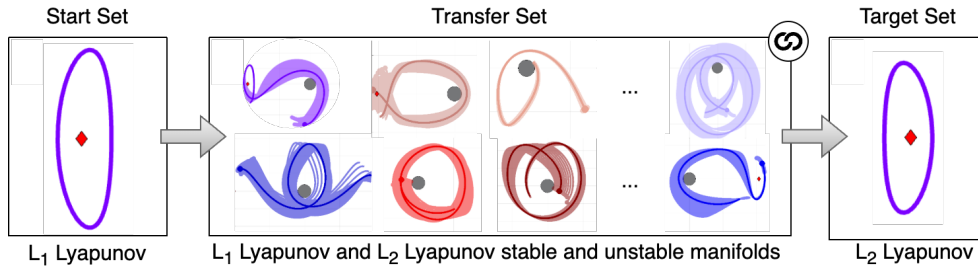 Start Set
Transfer Set
Target Set
...
...
L₁ Lyapunov
L₁ Lyapunov and L₂ Lyapunov stable and unstable manifolds
L₂ Lyapunov